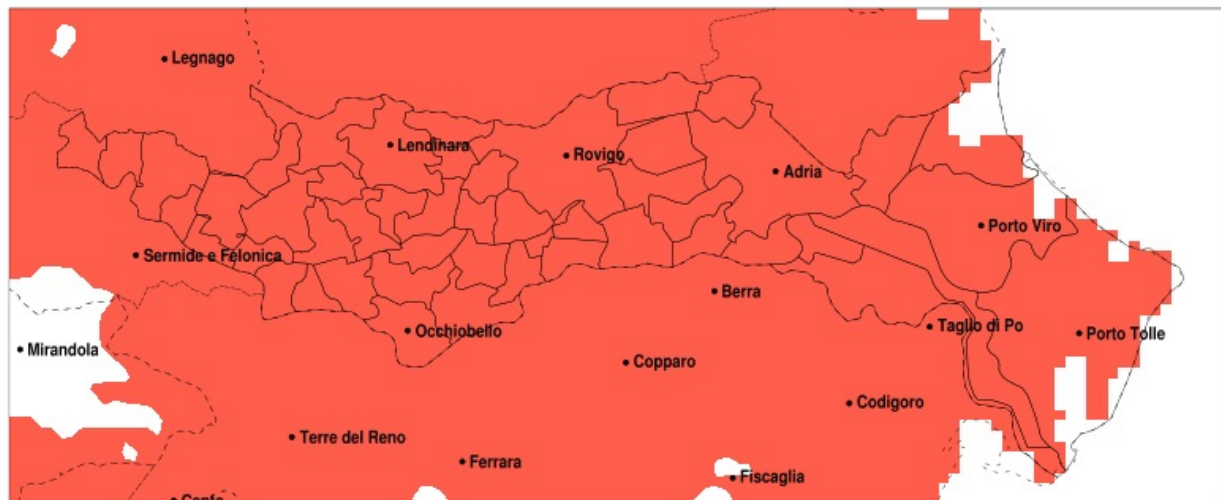 Legnago
Lendinara
Rovigo
Adria
Porto Viro
Sermide e Felonica
Berra
Occhiobello
Taglio di Po
Porto Tolle
Mirandola
Copparo
Codigoro
Terre del Reno
Ferrara
Fiscaglia